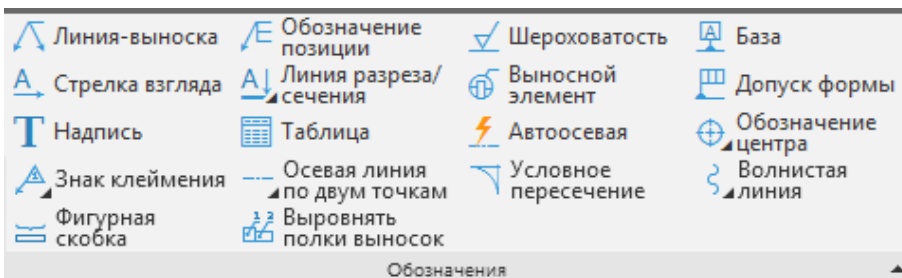 Линия-выноска
Обозначение
позиции
Шероховатость
База
Стрелка взгляда
Линия разреза/
сечения
Выносной
элемент
Допуск формы
Надпись
Таблица
Автоосевая
Обозначение
центра
Знак клеймения
Осевая линия
по двум точкам
Условное
пересечение
Волнистая
линия
Фигурная
скобка
Выровнять
полки выносок
Обозначения